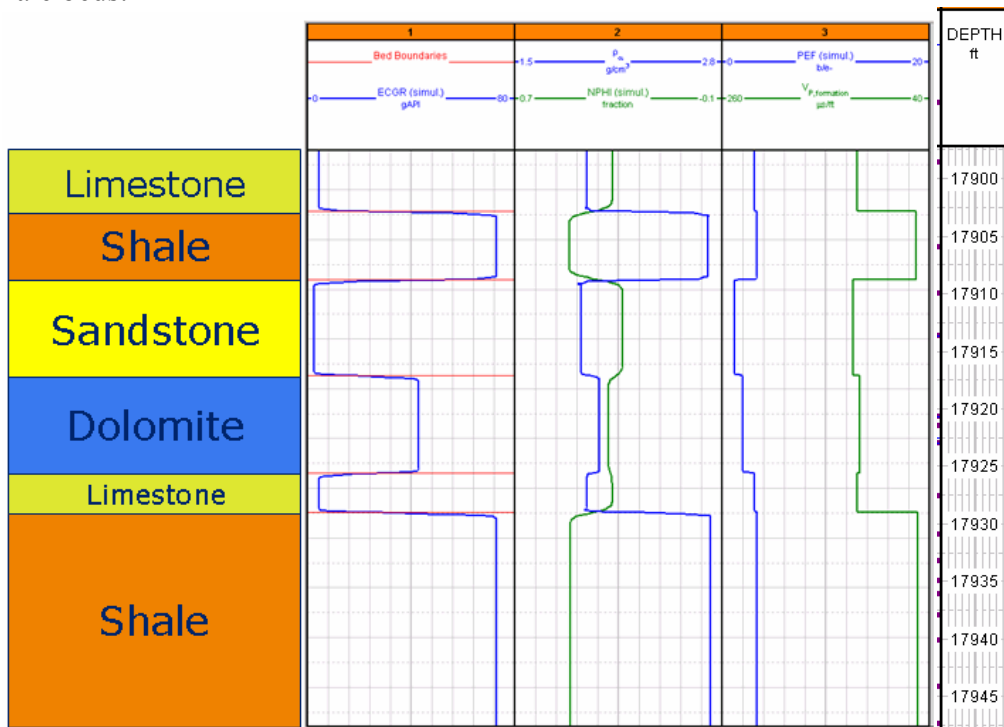 1 2 3
DEPTH
ft
Bed Boundaries
1.5 2.8
g/cm³
PEF (simul.)
0 20
b/e-
ECGR (simul.)
0 80
gAPI
NPHI (simul.)
0.7 -0.1
fraction
V P,formation
260 40
µs/ft
Limestone
Shale
Sandstone
Dolomite
Limestone
Shale
17900
17905
17910
17915
17920
17925
17930
17935
17940
17945